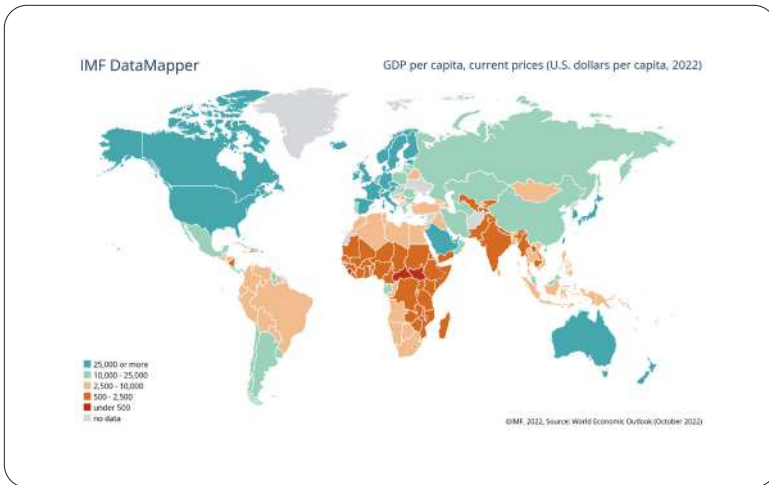 IMF DataMapper
GDP per capita, current prices (U.S. dollars per capita, 2022)
25,000 or more
10,000 - 25,000
2,500 - 10,000
500 - 2,500
under 500
no data
©IMF, 2022, Source: World Economic Outlook (October 2022)